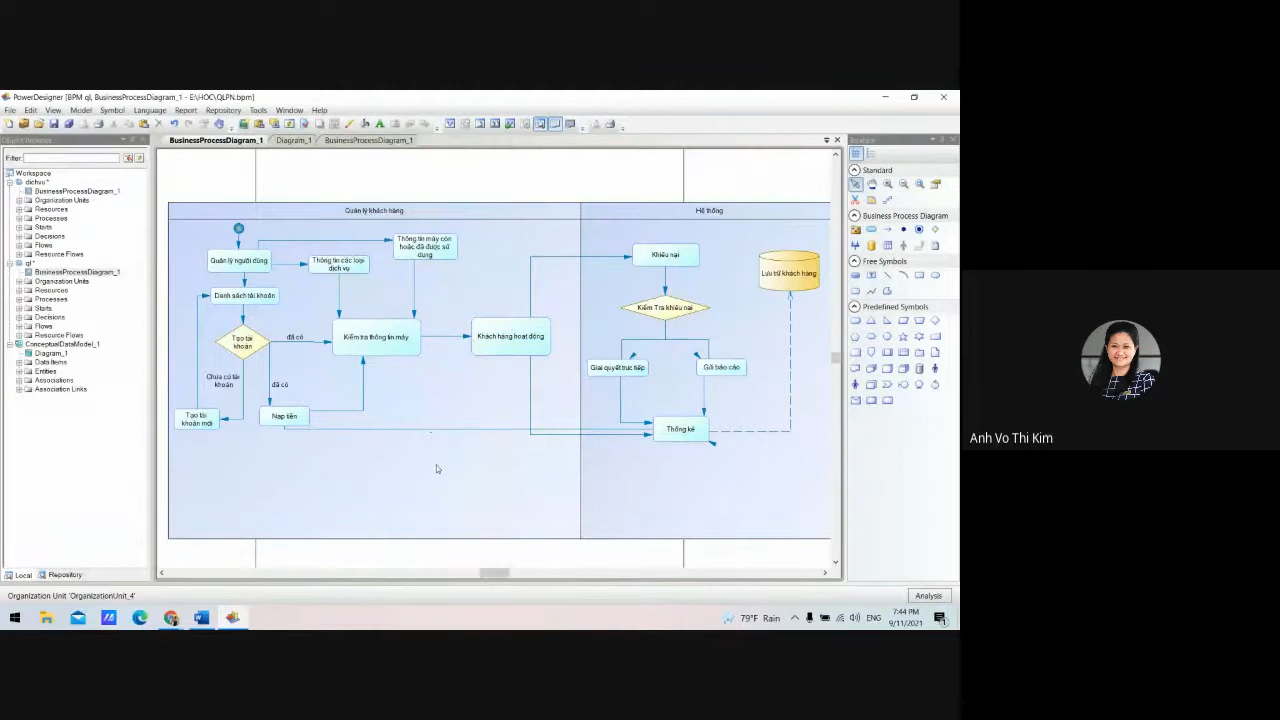 PowerDesigner [BPM ql, BusinessProcessDiagram_1 - E:\HOC\QLPN.bpm]
File Edit View Model Symbol Language Report Repository Tools Window Help
Object Browser
Filter:
Workspace
dichvu *
BusinessProcessDiagram_1
Organization Units
Resources
Processes
Starts
Decisions
Flows
Resource Flows
ql *
BusinessProcessDiagram_1
Organization Units
Resources
Processes
Starts
Decisions
Flows
Resource Flows
ConceptualDataModel_1
Diagram_1
Data Items
Entities
Associations
Association Links
Local Repository
BusinessProcessDiagram_1 Diagram_1 BusinessProcessDiagram_1
Quản lý khách hàng
Hệ thống
Quản lý người dùng
Thông tin các loại
dịch vụ
Thông tin máy còn
hoặc đã được sử
dụng
Danh sách tài khoản
Tạo tài
khoản
đã có
Kiểm tra thông tin máy
Khách hàng hoạt động
Chưa có tài
khoản
đã có
Tạo tài
khoản mới
Nạp tiền
Khiếu nại
Kiểm Tra khiếu nại
Giải quyết trực tiếp
Gửi báo cáo
Thống kê
Lưu trữ khách hàng
Toolbox
Standard
Business Process Diagram
Free Symbols
Predefined Symbols
Organization Unit 'OrganizationUnit_4'
Analysis
79°F Rain
ENG
7:44 PM
9/11/2021
Anh Vo Thi Kim